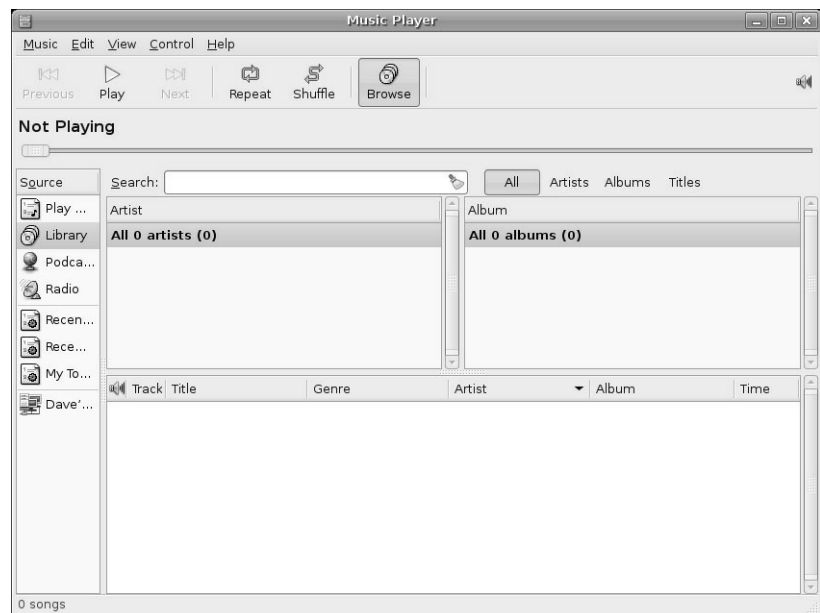 Music Player
Music Edit View Control Help
Previous Play Next Repeat Shuffle Browse
Not Playing
Source Search: All Artists Albums Titles
Play ... Artist Album
Library All 0 artists (0) All 0 albums (0)
Podca...
Radio
Recen...
Rece...
My To...
Track Title Genre Artist Album Time
Dave'...
0 songs